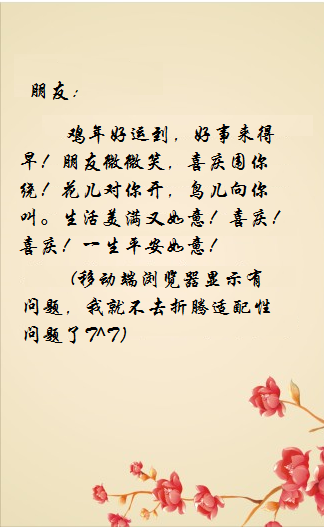 朋友：
鸡年好运到，好事来得
早！朋友微微笑，喜庆围你
绕！花儿对你开，鸟儿向你
叫。生活美满又如意！喜庆！
喜庆！一生平安如意！
(移动端浏览器显示有
问题，我就不去折腾适配性
问题了T^T)